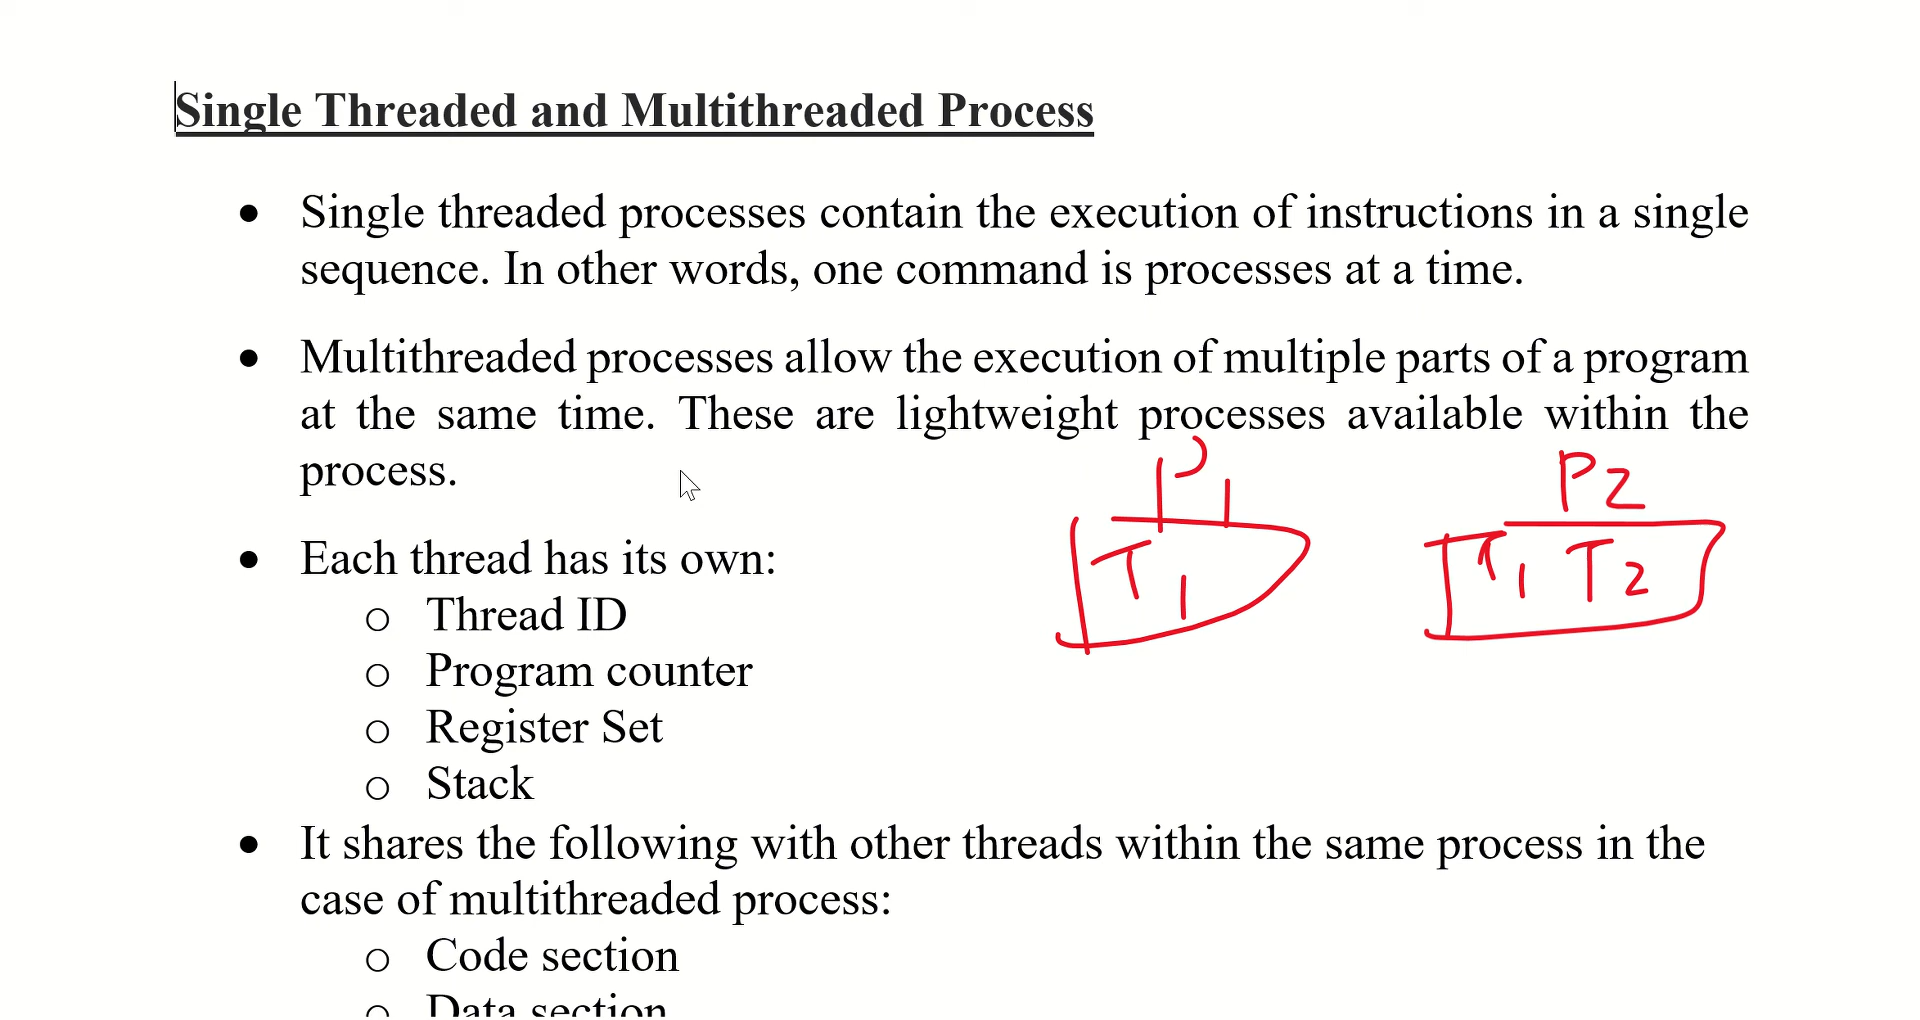 Single Threaded and Multithreaded Process
• Single threaded processes contain the execution of instructions in a single
sequence. In other words, one command is processes at a time.
• Multithreaded processes allow the execution of multiple parts of a program
at the same time. These are lightweight processes available within the
process.
P1
P2
T1
T1 T2
• Each thread has its own:
o Thread ID
o Program counter
o Register Set
o Stack
• It shares the following with other threads within the same process in the
case of multithreaded process:
o Code section
o Data section